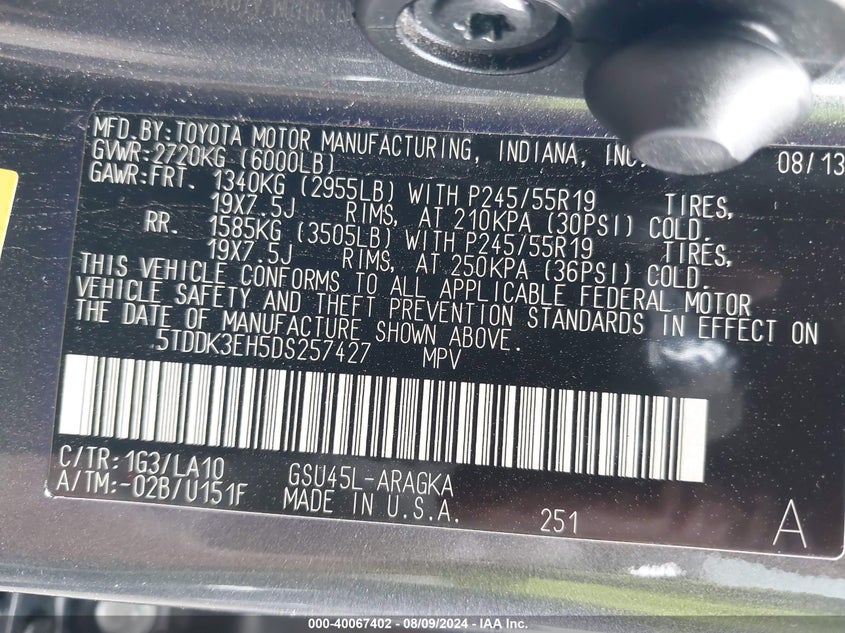 MFD.BY:TOYOTA MOTOR MANUFACTURING, INDIANA, INC. 08/13
GVWR:2720KG (6000LB)
GAWR:FRT. 1340KG (2955LB) WITH P245/55R19 TIRES,
19X7.5J RIMS, AT 210KPA (30PSI) COLD.
RR. 1585KG (3505LB) WITH P245/55R19 TIRES,
19X7.5J RIMS, AT 250KPA (36PSI) COLD.
THIS VEHICLE CONFORMS TO ALL APPLICABLE FEDERAL MOTOR
VEHICLE SAFETY AND THEFT PREVENTION STANDARDS IN EFFECT ON
THE DATE OF MANUFACTURE SHOWN ABOVE.
5TDDK3EH5DS257427 MPV
C/TR:1G3/LA10 GSU45L-ARAGKA
A/TM:-02B/U151F MADE IN U.S.A. 251 A
000-40067402 - 08/09/2024 - IAA Inc.